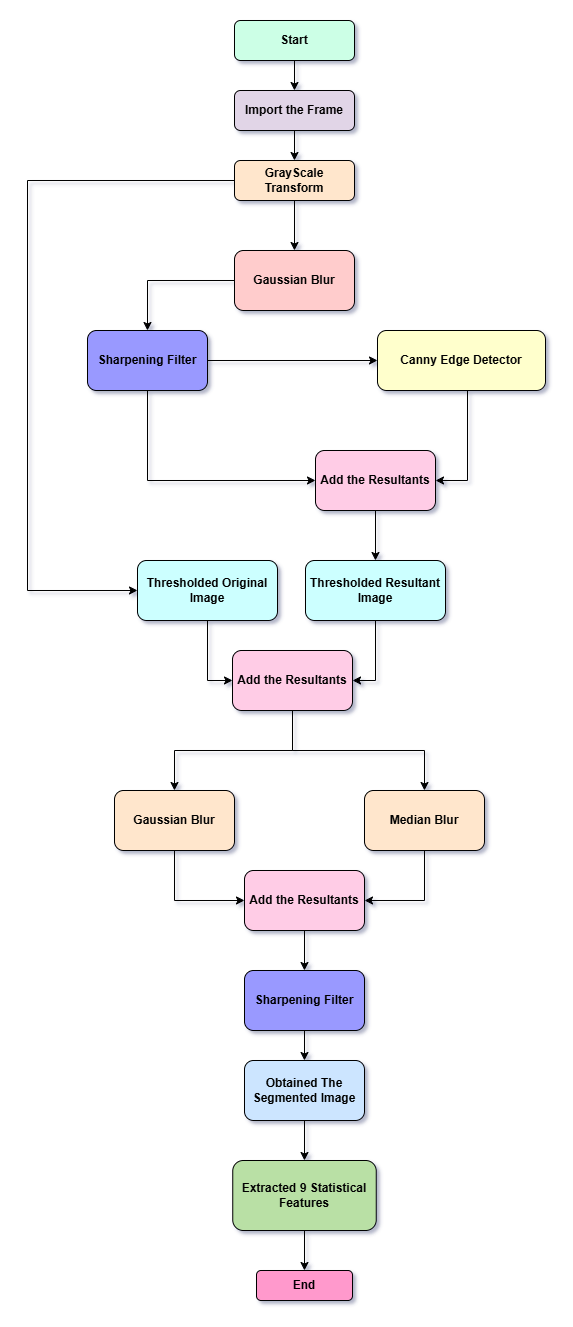 Start
Import the Frame
GrayScale
Transform
Gaussian Blur
Sharpening Filter
Canny Edge Detector
Add the Resultants
Thresholded Original
Image
Thresholded Resultant
Image
Add the Resultants
Gaussian Blur
Median Blur
Add the Resultants
Sharpening Filter
Obtained The
Segmented Image
Extracted 9 Statistical
Features
End